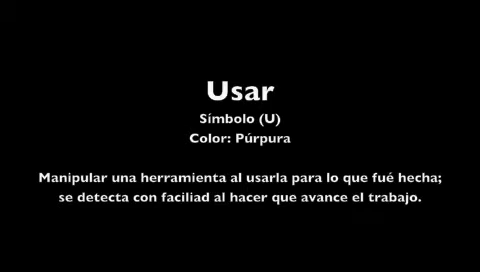 Usar
Símbolo (U)
Color: Púrpura
Manipular una herramienta al usarla para lo que fué hecha;
se detecta con faciliad al hacer que avance el trabajo.